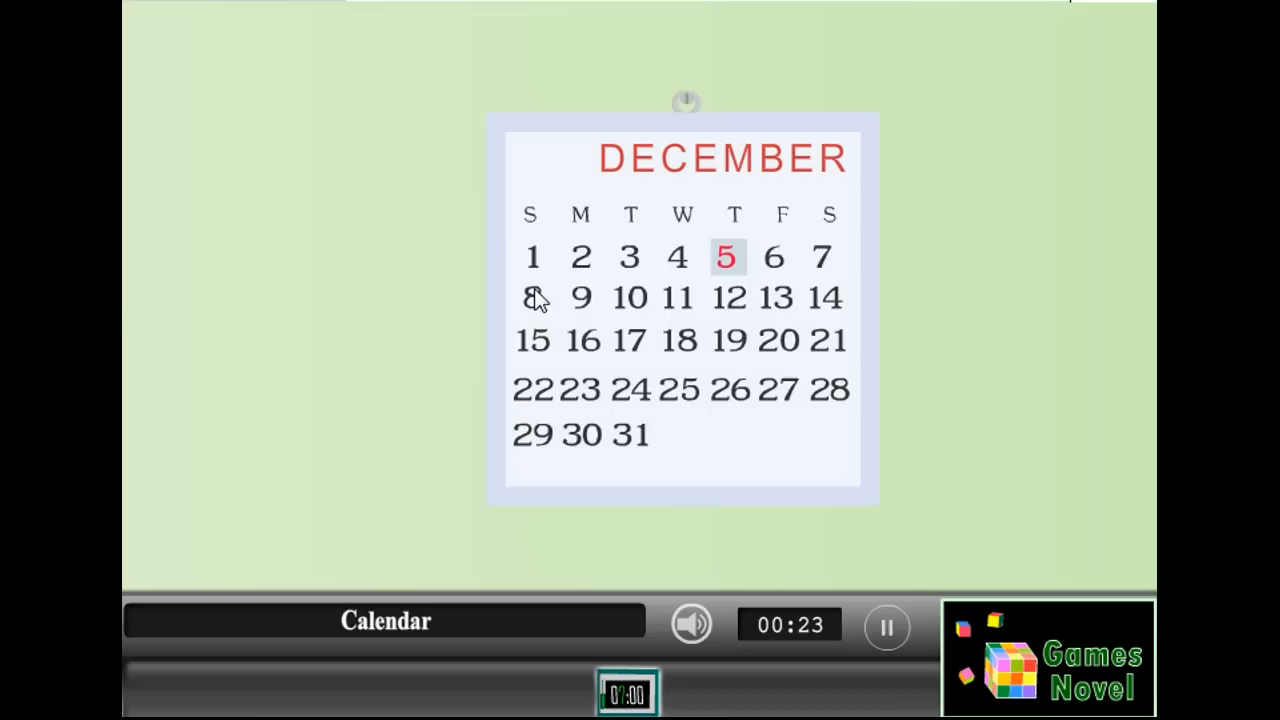 DECEMBER
S M T W T F S
1 2 3 4 5 6 7
8 9 10 11 12 13 14
15 16 17 18 19 20 21
22 23 24 25 26 27 28
29 30 31
Calendar
00:23
07:00
Games
Novel